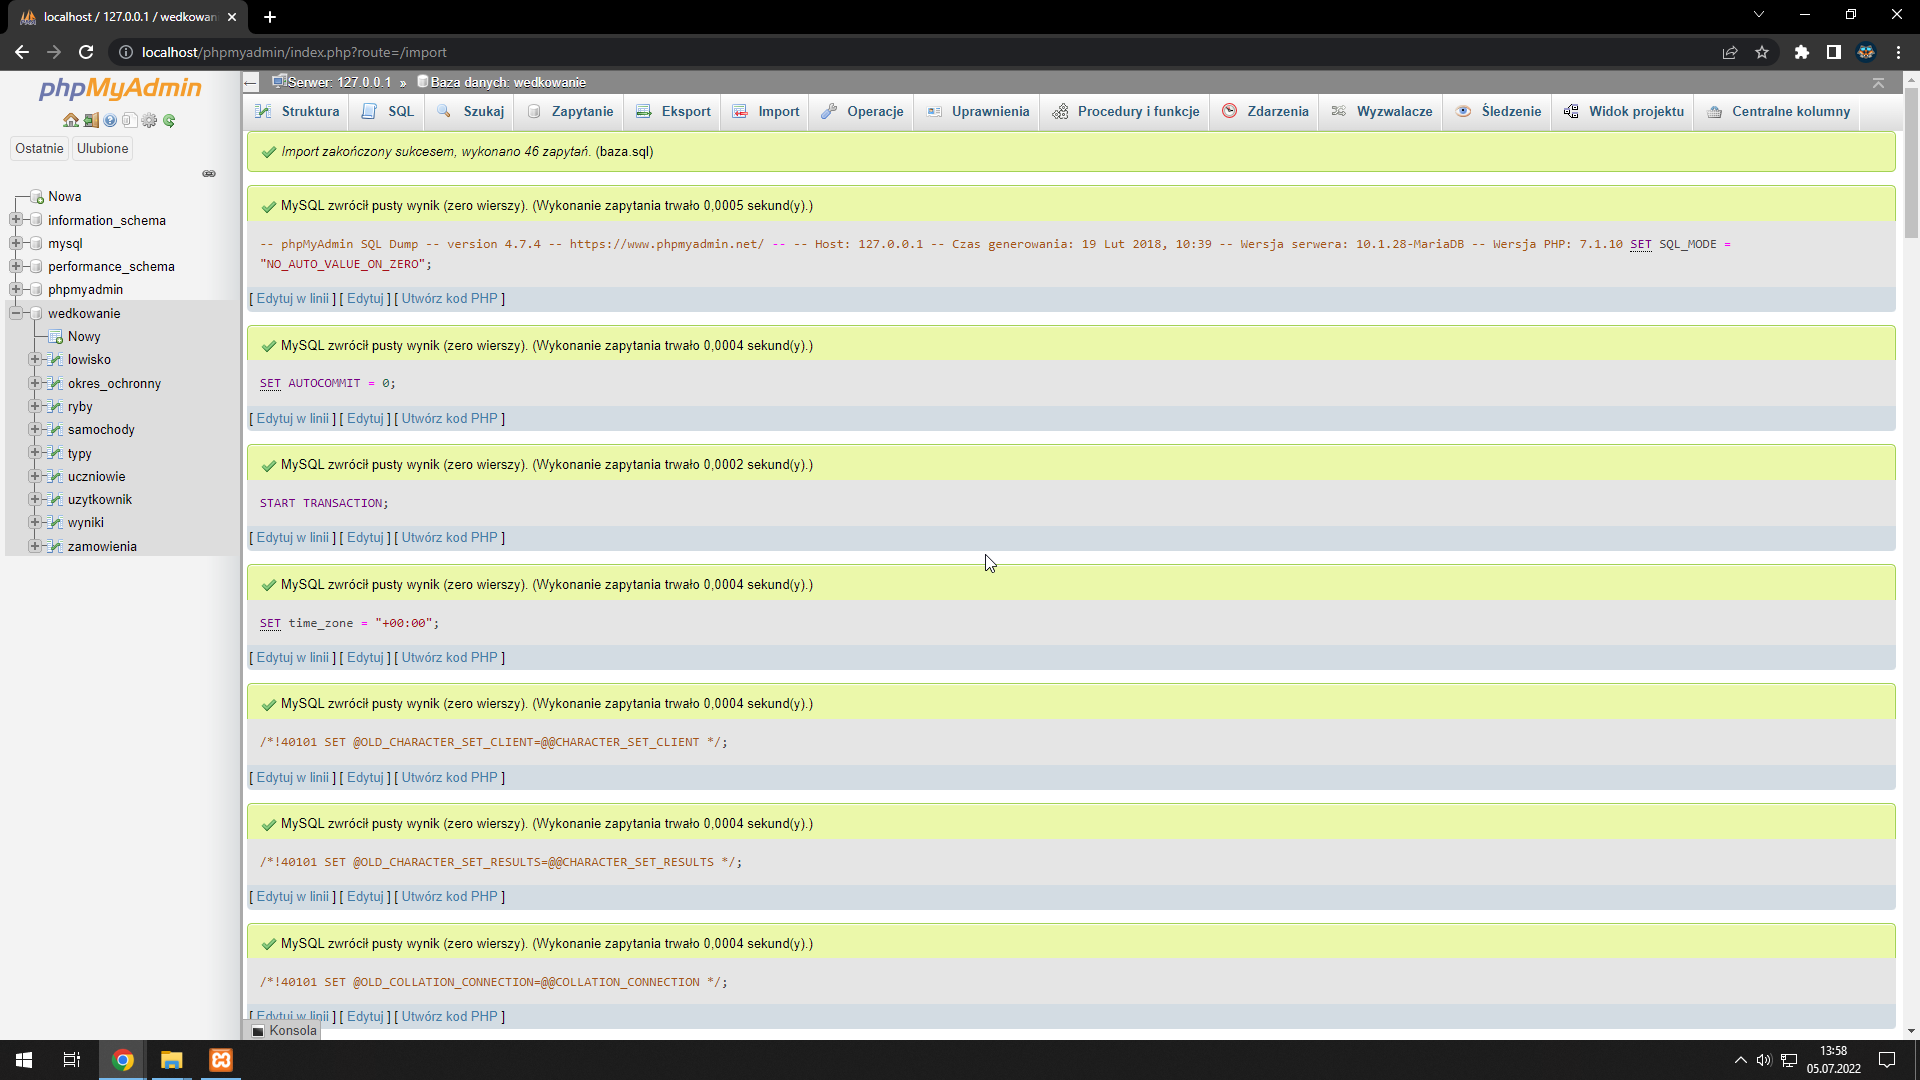 localhost / 127.0.0.1 / wedkowan
localhost/phpmyadmin/index.php?route=/import
phpMyAdmin
Ostatnie Ulubione
Nowa
information_schema
mysql
performance_schema
phpmyadmin
wedkowanie
Nowy
lowisko
okres_ochronny
ryby
samochody
typy
uczniowie
uzytkownik
wyniki
zamowienia
Serwer: 127.0.0.1 » Baza danych: wedkowanie
Struktura SQL Szukaj Zapytanie Eksport Import Operacje Uprawnienia Procedury i funkcje Zdarzenia Wyzwalacze Śledzenie Widok projektu Centralne kolumny
Import zakończony sukcesem, wykonano 46 zapytań. (baza.sql)
MySQL zwrócił pusty wynik (zero wierszy). (Wykonanie zapytania trwało 0,0005 sekund(y).)
-- phpMyAdmin SQL Dump -- version 4.7.4 -- https://www.phpmyadmin.net/ -- -- Host: 127.0.0.1 -- Czas generowania: 19 Lut 2018, 10:39 -- Wersja serwera: 10.1.28-MariaDB -- Wersja PHP: 7.1.10 SET SQL_MODE =
"NO_AUTO_VALUE_ON_ZERO";
[ Edytuj w linii ] [ Edytuj ] [ Utwórz kod PHP ]
MySQL zwrócił pusty wynik (zero wierszy). (Wykonanie zapytania trwało 0,0004 sekund(y).)
SET AUTOCOMMIT = 0;
[ Edytuj w linii ] [ Edytuj ] [ Utwórz kod PHP ]
MySQL zwrócił pusty wynik (zero wierszy). (Wykonanie zapytania trwało 0,0002 sekund(y).)
START TRANSACTION;
[ Edytuj w linii ] [ Edytuj ] [ Utwórz kod PHP ]
MySQL zwrócił pusty wynik (zero wierszy). (Wykonanie zapytania trwało 0,0004 sekund(y).)
SET time_zone = "+00:00";
[ Edytuj w linii ] [ Edytuj ] [ Utwórz kod PHP ]
MySQL zwrócił pusty wynik (zero wierszy). (Wykonanie zapytania trwało 0,0004 sekund(y).)
/*!40101 SET @OLD_CHARACTER_SET_CLIENT=@@CHARACTER_SET_CLIENT */;
[ Edytuj w linii ] [ Edytuj ] [ Utwórz kod PHP ]
MySQL zwrócił pusty wynik (zero wierszy). (Wykonanie zapytania trwało 0,0004 sekund(y).)
/*!40101 SET @OLD_CHARACTER_SET_RESULTS=@@CHARACTER_SET_RESULTS */;
[ Edytuj w linii ] [ Edytuj ] [ Utwórz kod PHP ]
MySQL zwrócił pusty wynik (zero wierszy). (Wykonanie zapytania trwało 0,0004 sekund(y).)
/*!40101 SET @OLD_COLLATION_CONNECTION=@@COLLATION_CONNECTION */;
[ Edytuj w linii ] [ Edytuj ] [ Utwórz kod PHP ]
Konsola
13:58
05.07.2022